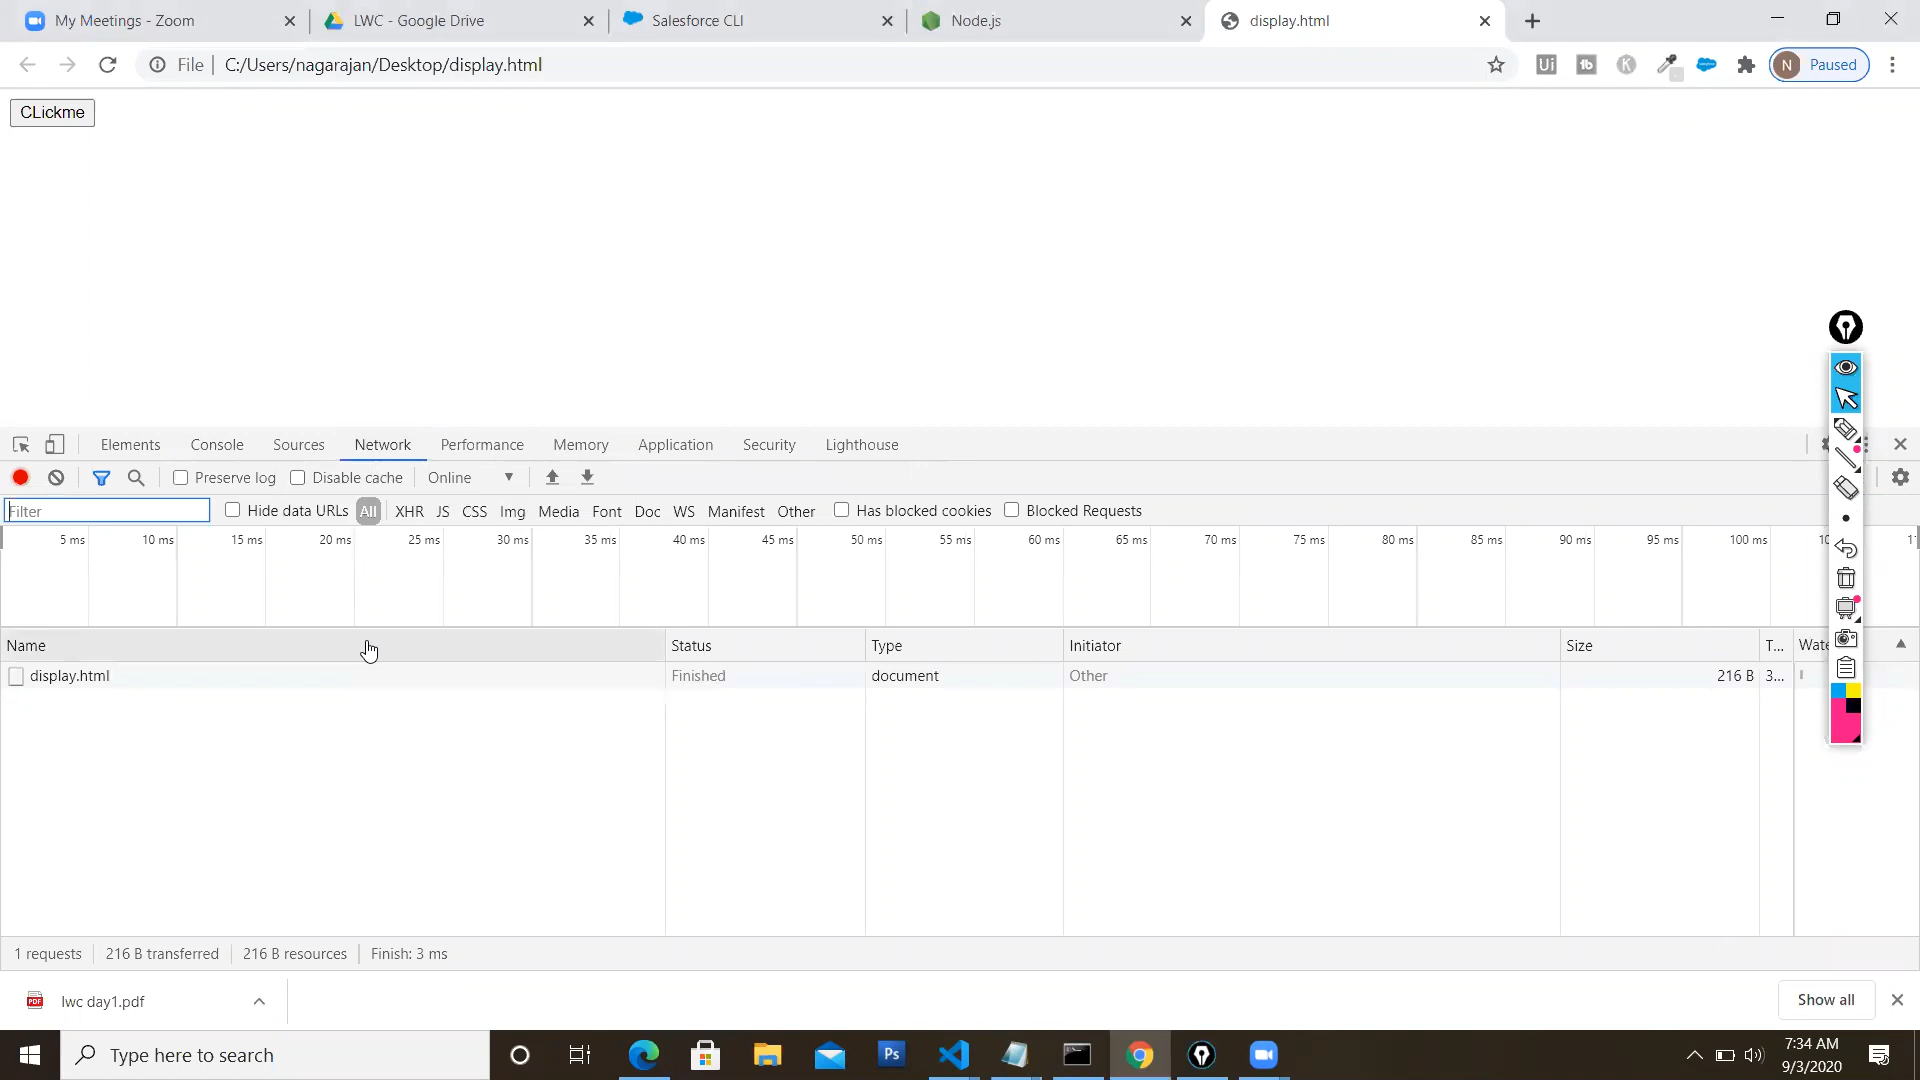 My Meetings - Zoom
LWC - Google Drive
Salesforce CLI
Node.js
display.html
File
C:/Users/nagarajan/Desktop/display.html
Ui
tb
K
N
Paused
CLickme
Elements
Console
Sources
Network
Performance
Memory
Application
Security
Lighthouse
Preserve log
Disable cache
Online
Filter
Hide data URLs
All
XHR
JS
CSS
Img
Media
Font
Doc
WS
Manifest
Other
Has blocked cookies
Blocked Requests
5 ms
10 ms
15 ms
20 ms
25 ms
30 ms
35 ms
40 ms
45 ms
50 ms
55 ms
60 ms
65 ms
70 ms
75 ms
80 ms
85 ms
90 ms
95 ms
100 ms
Name
Status
Type
Initiator
Size
T...
display.html
Finished
document
Other
216 B
3...
1 requests
216 B transferred
216 B resources
Finish: 3 ms
PDF
lwc day1.pdf
Show all
Type here to search
Ps
7:34 AM
9/3/2020